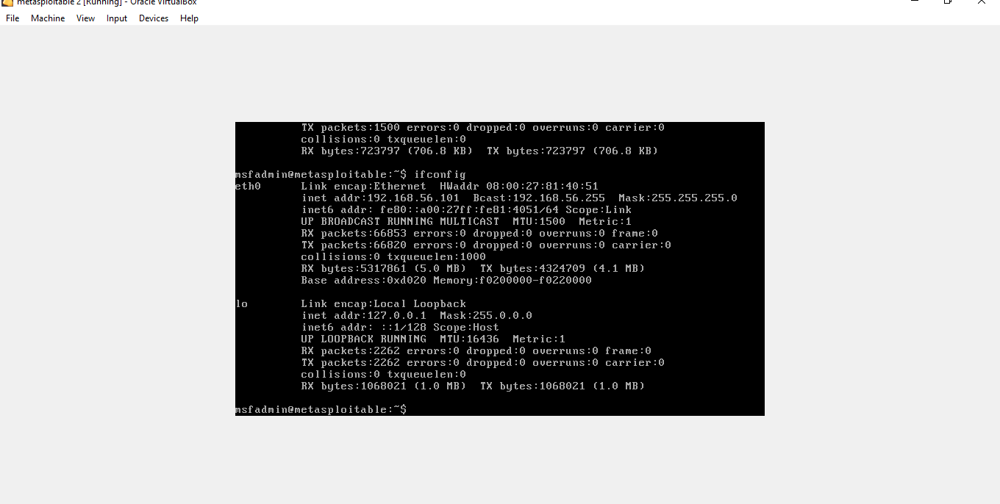 metasploitable 2 [Running] - Oracle VirtualBox
File Machine View Input Devices Help
TX packets:1500 errors:0 dropped:0 overruns:0 carrier:0
collisions:0 txqueuelen:0
RX bytes:723797 (706.8 KB)  TX bytes:723797 (706.8 KB)
msfadmin@metasploitable:~$ ifconfig
eth0      Link encap:Ethernet  HWaddr 08:00:27:81:40:51
inet addr:192.168.56.101  Bcast:192.168.56.255  Mask:255.255.255.0
inet6 addr: fe80::a00:27ff:fe81:4051/64 Scope:Link
UP BROADCAST RUNNING MULTICAST  MTU:1500  Metric:1
RX packets:66853 errors:0 dropped:0 overruns:0 frame:0
TX packets:66820 errors:0 dropped:0 overruns:0 carrier:0
collisions:0 txqueuelen:1000
RX bytes:5317861 (5.0 MB)  TX bytes:4324709 (4.1 MB)
Base address:0xd020 Memory:f0200000-f0220000
lo        Link encap:Local Loopback
inet addr:127.0.0.1  Mask:255.0.0.0
inet6 addr: ::1/128 Scope:Host
UP LOOPBACK RUNNING  MTU:16436  Metric:1
RX packets:2262 errors:0 dropped:0 overruns:0 frame:0
TX packets:2262 errors:0 dropped:0 overruns:0 carrier:0
collisions:0 txqueuelen:0
RX bytes:1068021 (1.0 MB)  TX bytes:1068021 (1.0 MB)
msfadmin@metasploitable:~$